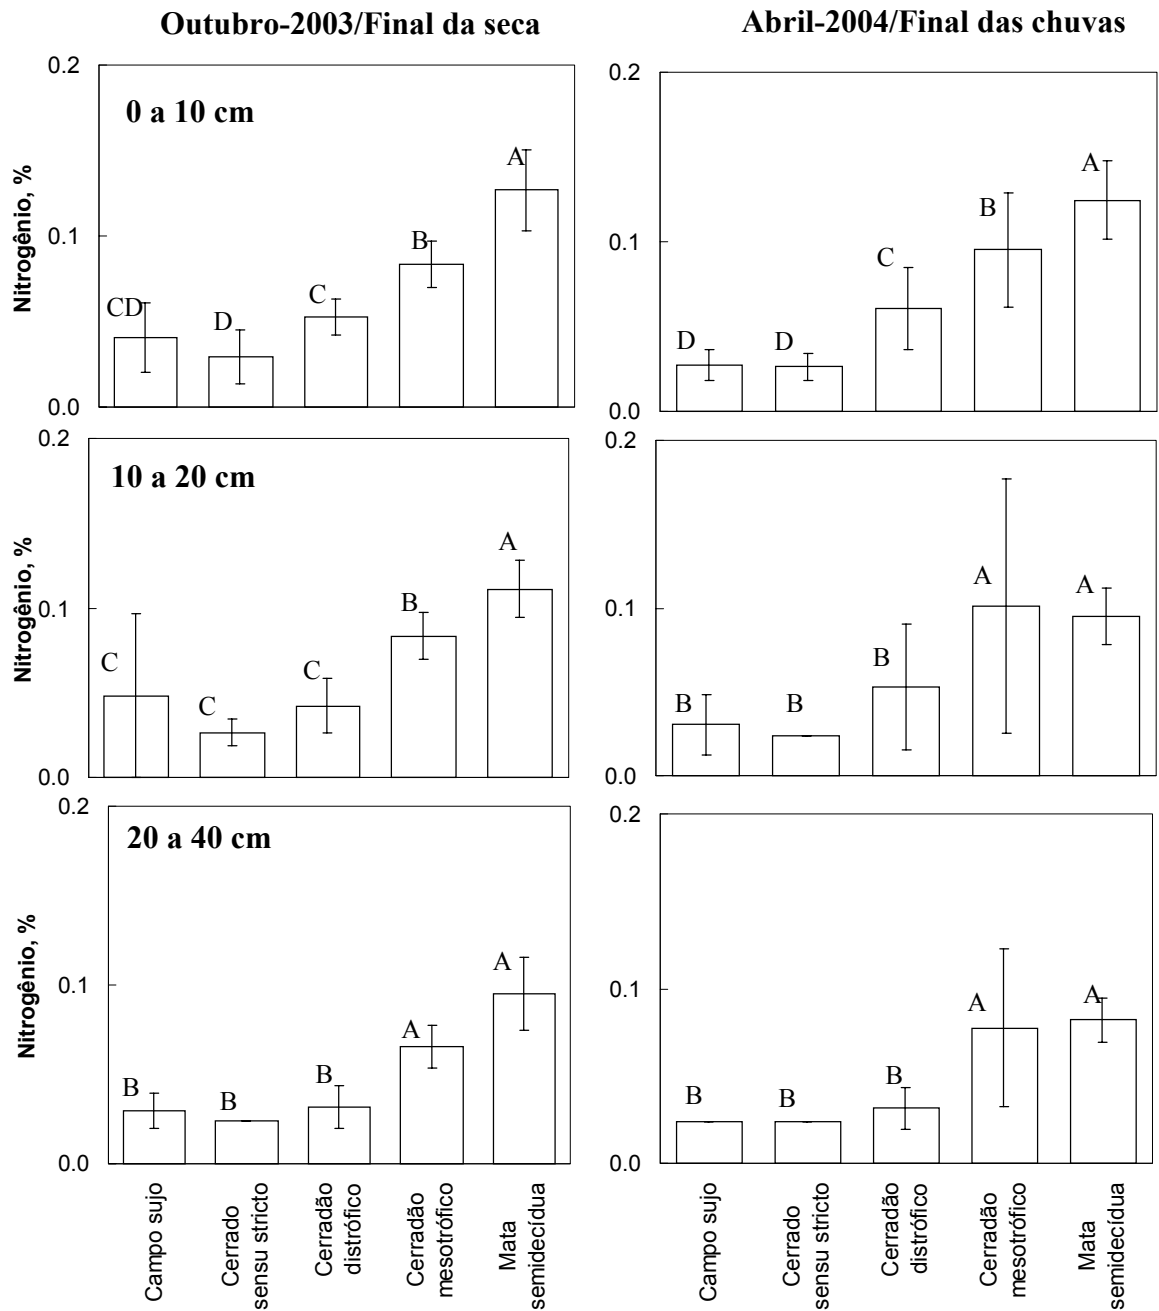 Outubro-2003/Final da seca
Abril-2004/Final das chuvas
Nitrogênio, %
0.2
0.1
0.0
0 a 10 cm
CD
D
C
B
A
0.2
0.1
0.0
D
D
C
B
A
Nitrogênio, %
0.2
0.1
0.0
10 a 20 cm
C
C
C
B
A
0.2
0.1
0.0
B
B
B
A
A
Nitrogênio, %
0.2
0.1
0.0
20 a 40 cm
B
B
B
A
A
0.2
0.1
0.0
B
B
B
A
A
Campo sujo
Cerrado
sensu stricto
Cerradão
distrófico
Cerradão
mesotrófico
Mata
semidecídua
Campo sujo
Cerrado
sensu stricto
Cerradão
distrófico
Cerradão
mesotrófico
Mata
semidecídua